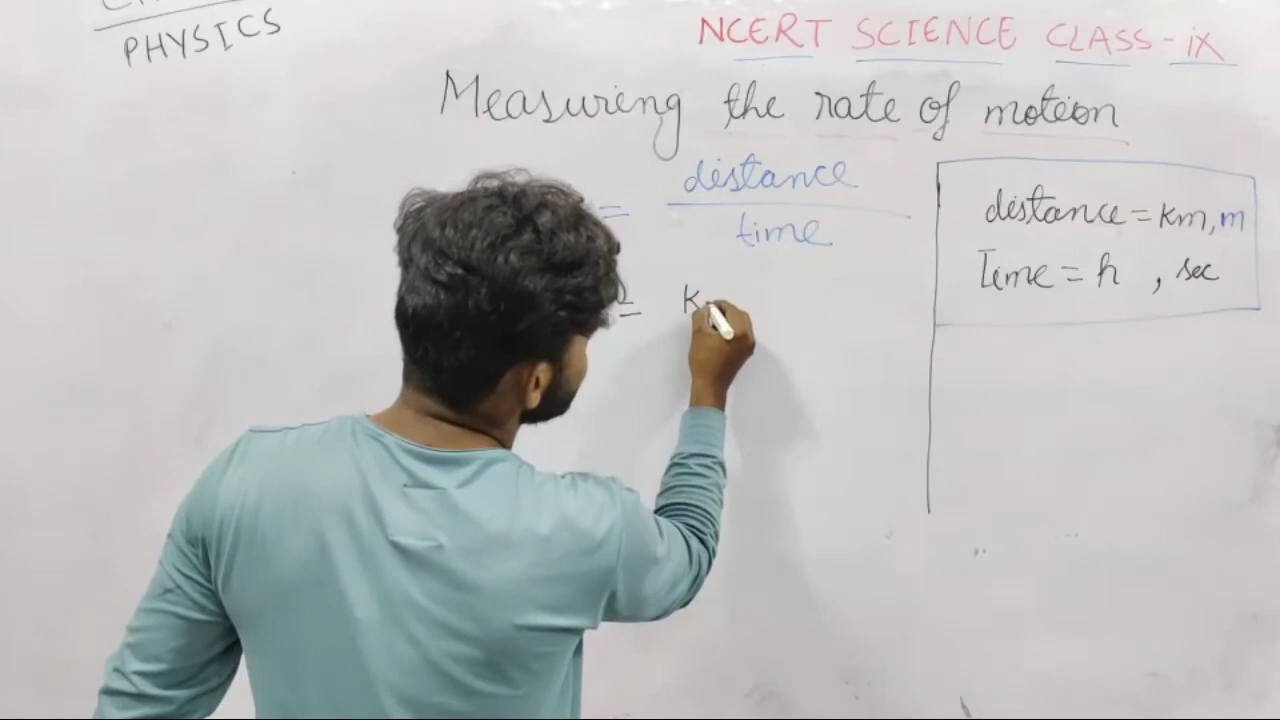 PHYSICS
NCERT SCIENCE CLASS - iX
Measuring the rate of motion
= distance
time
distance = km, m
Time = h , sec
= K